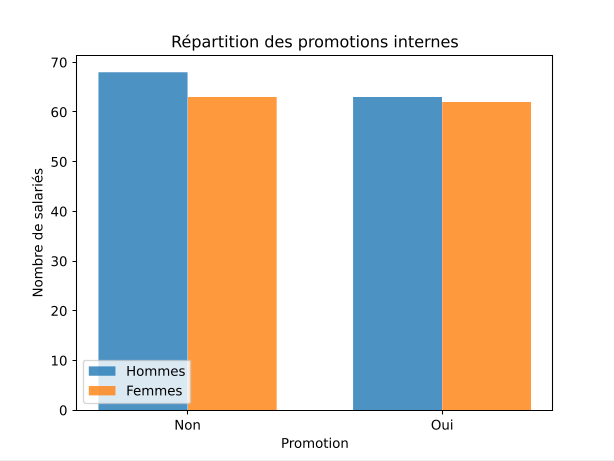 Répartition des promotions internes
Nombre de salariés
70
60
50
40
30
20
10
0
Hommes
Femmes
Non
Oui
Promotion